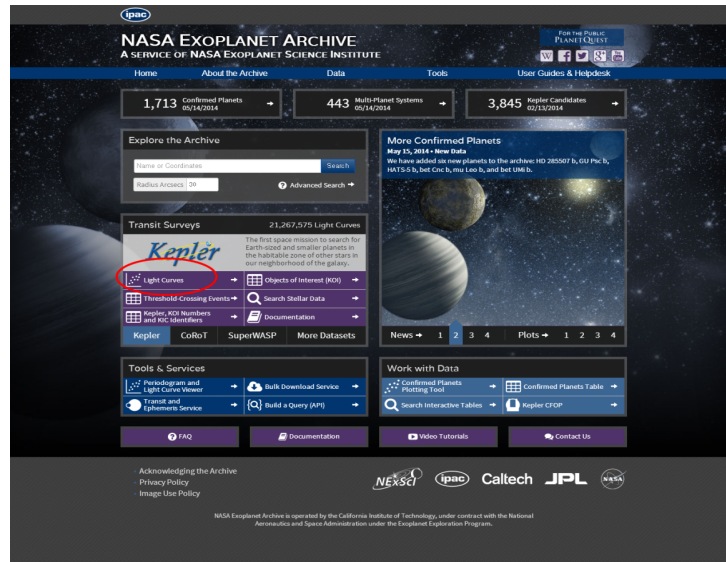 ipac
NASA EXOPLANET ARCHIVE
A SERVICE OF NASA EXOPLANET SCIENCE INSTITUTE
FOR THE PUBLIC
PLANETQUEST
Home About the Archive Data Tools User Guides & Helpdesk
1,713 Confirmed Planets
05/14/2014
443 Multi-Planet Systems
05/14/2014
3,845 Kepler Candidates
02/13/2014
Explore the Archive
Name or Coordinates Search
Radius Arcsecs 20 Advanced Search
More Confirmed Planets
May 15, 2014 • New Data
We have added six new planets to the archive: HD 285507 b, GU Psc b,
HATS-5 b, bet Cnc b, mu Leo b, and bet UMi b.
Transit Surveys 21,267,575 Light Curves
Kepler
The first space mission to search for
Earth-sized and smaller planets in
the habitable zone of other stars in
our neighborhood of the galaxy.
Light Curves Objects of Interest (KOI)
Threshold-Crossing Events Search Stellar Data
Kepler, KOI Numbers
and KIC Identifiers
Documentation
Kepler CoRoT SuperWASP More Datasets
News 1 2 3 4 Plots 1 2 3 4
Tools & Services
Periodogram and
Light Curve Viewer
Bulk Download Service
Transit and
Ephemeris Service
Build a Query (API)
Work with Data
Confirmed Planets
Plotting Tool
Confirmed Planets Table
Search Interactive Tables Kepler CFOP
FAQ Documentation Video Tutorials Contact Us
Acknowledging the Archive
Privacy Policy
Image Use Policy
NExScI ipac Caltech JPL NASA
NASA Exoplanet Archive is operated by the California Institute of Technology, under contract with the National
Aeronautics and Space Administration under the Exoplanet Exploration Program.